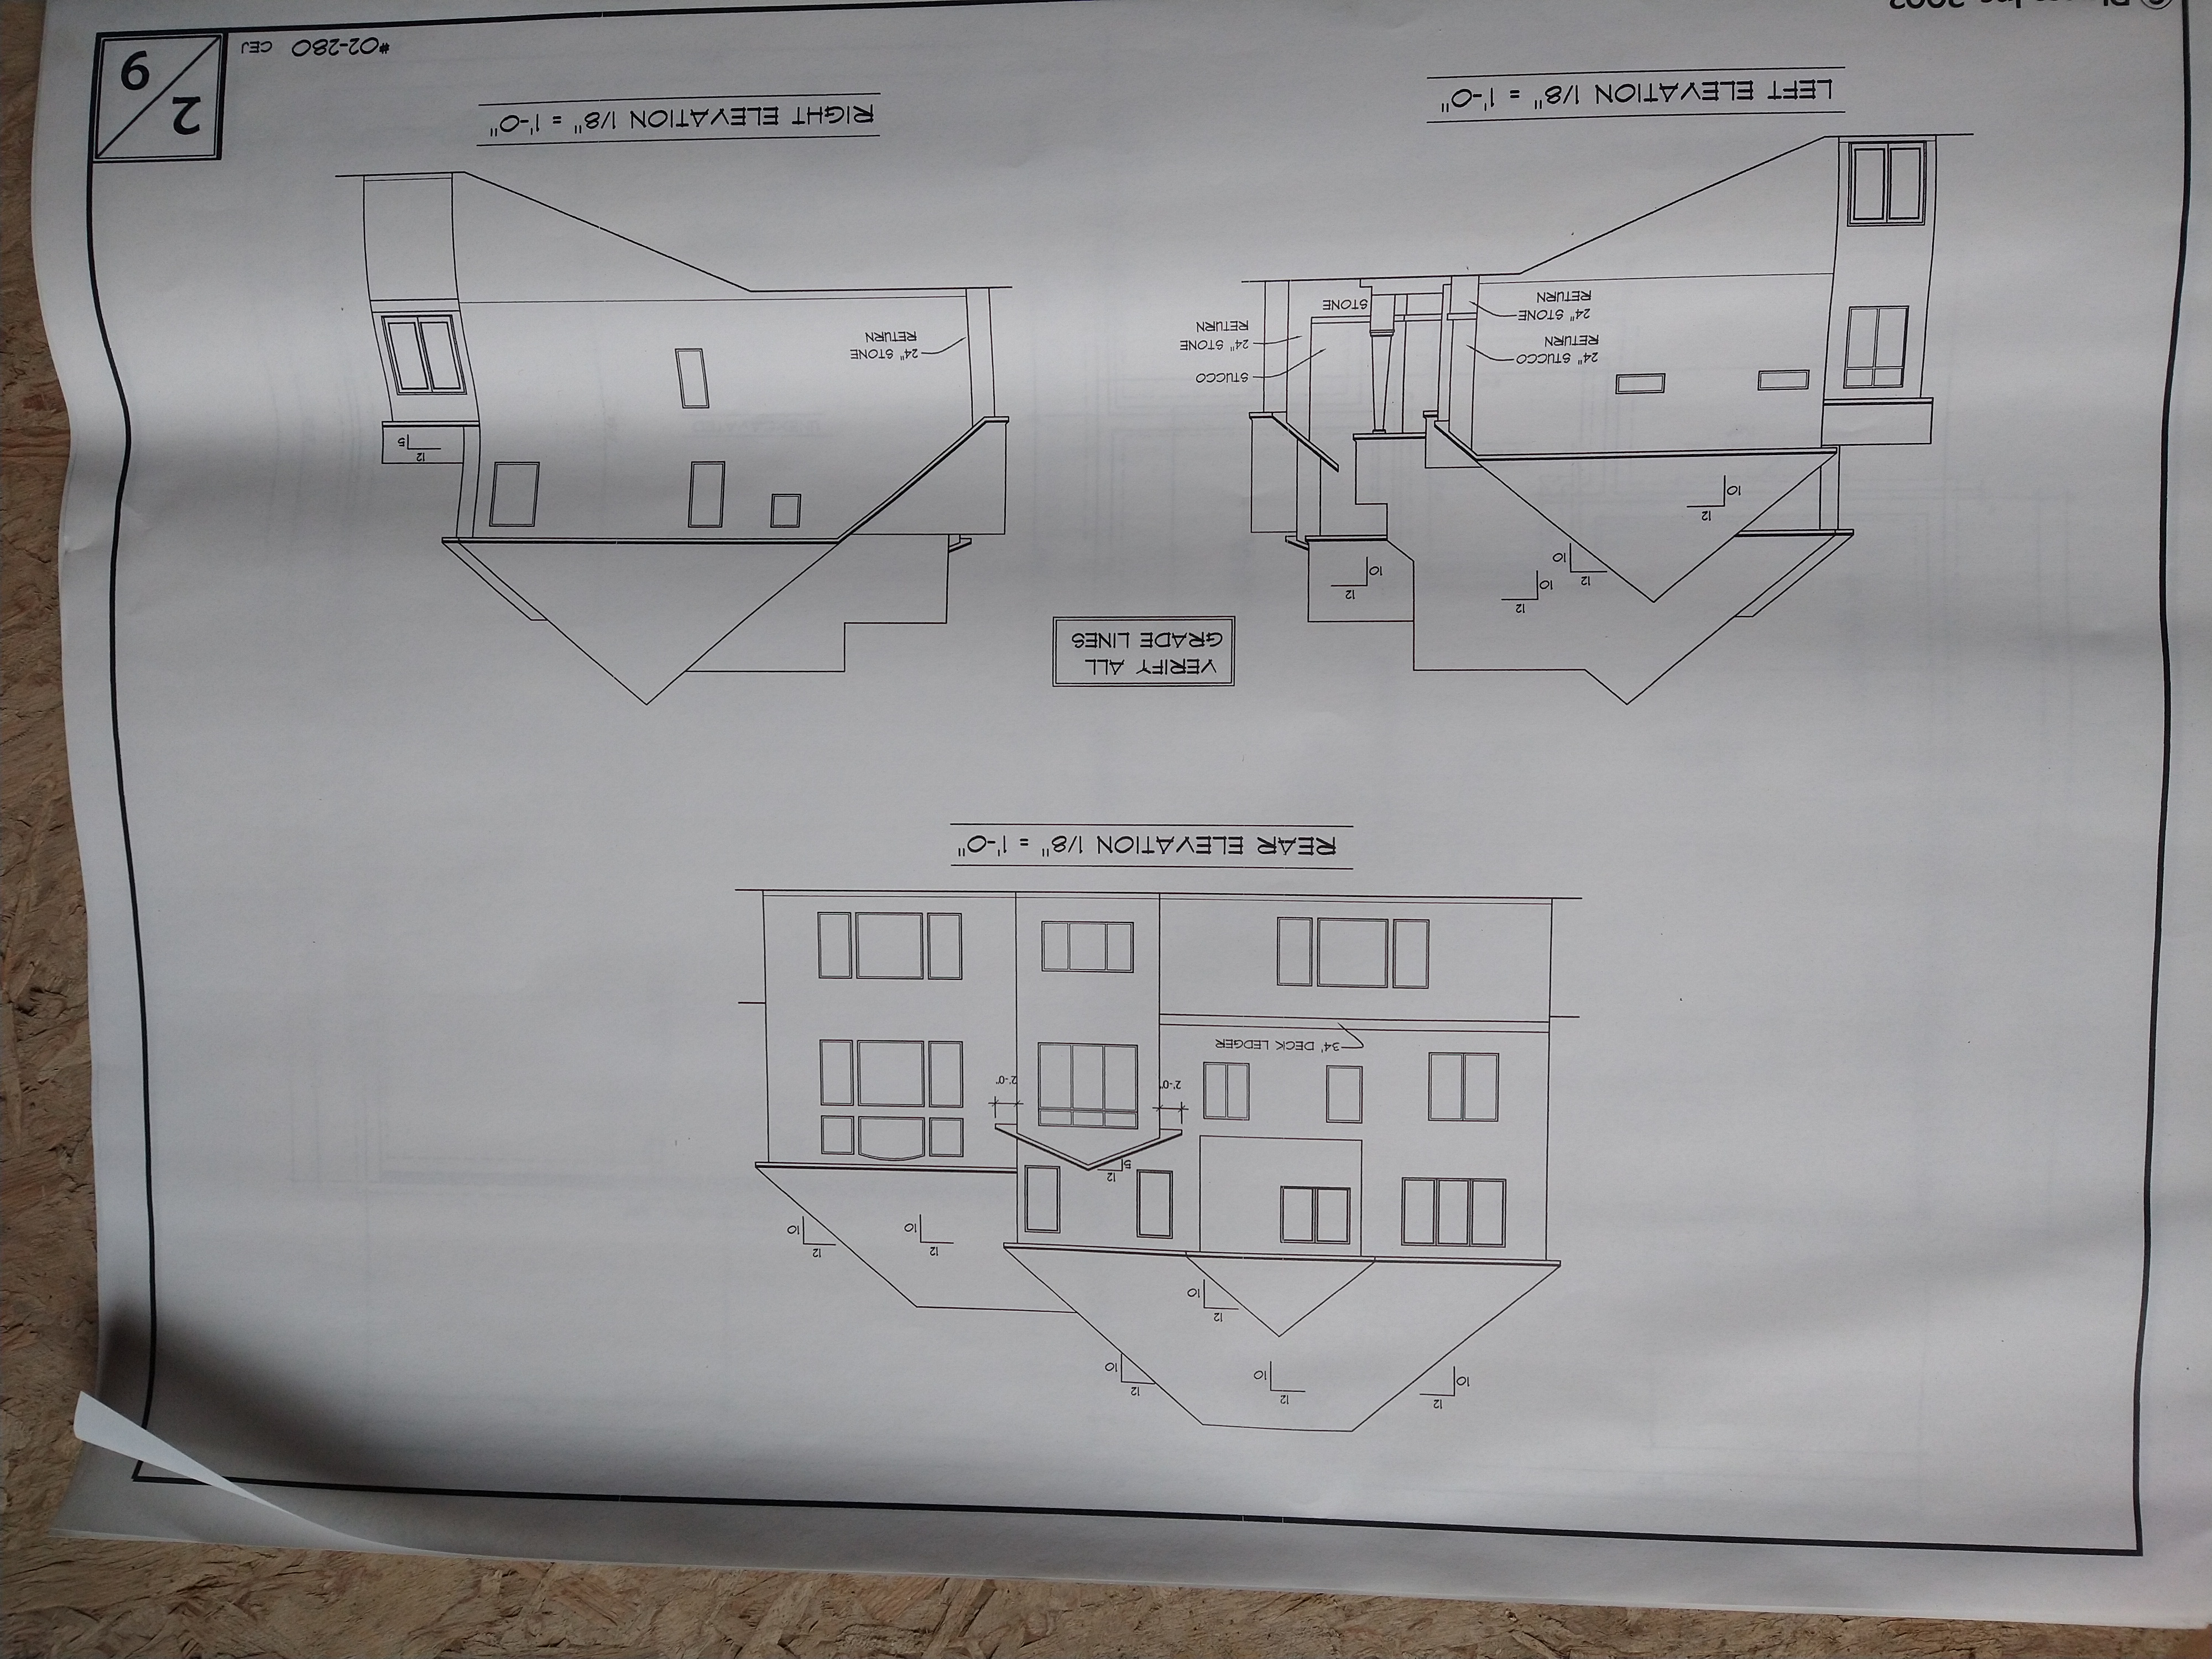 12
10
12
10
12
10
12
10
12
10
12
10
12
5
2'-0"
2'-0"
34' DECK LEDGER
REAR ELEVATION 1/8" = 1'-0"
VERIFY ALL
GRADE LINES
12
10
12
10
12
10
12
10
STUCCO
24" STUCCO
RETURN
24" STONE
RETURN
24" STONE
RETURN
STONE
LEFT ELEVATION 1/8" = 1'-0"
12
5
24" STONE
RETURN
RIGHT ELEVATION 1/8" = 1'-0"
2
9
#02-280 CEJ
Inc. 2003